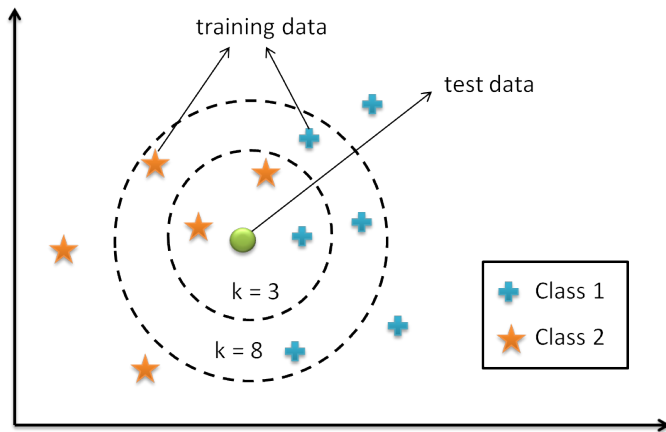 training data
test data
k = 3
Class 1
Class 2
k = 8